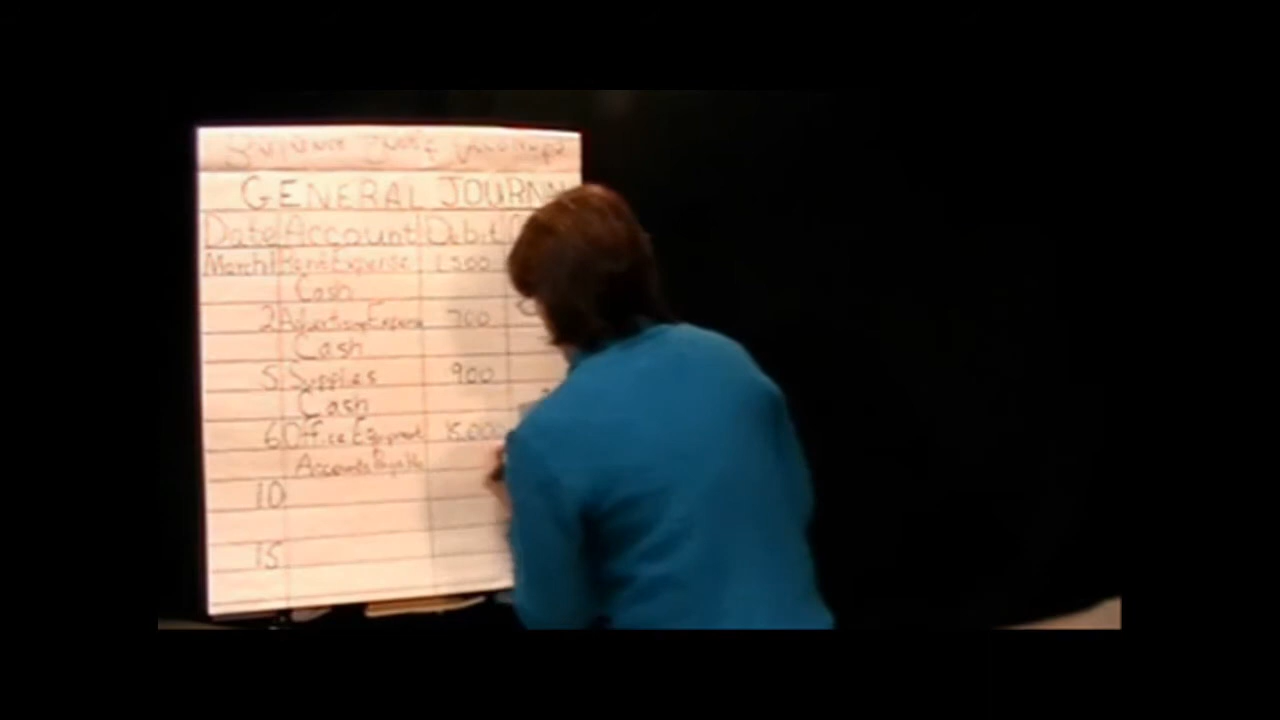 GENERAL JOURN
Date Account Debit
March 1 Rent Expense 1,500
Cash
2 Advertising Expense 700
Cash
5 Supplies 900
Cash
6 Office Equipment 15,000
Accounts Payable
10
15